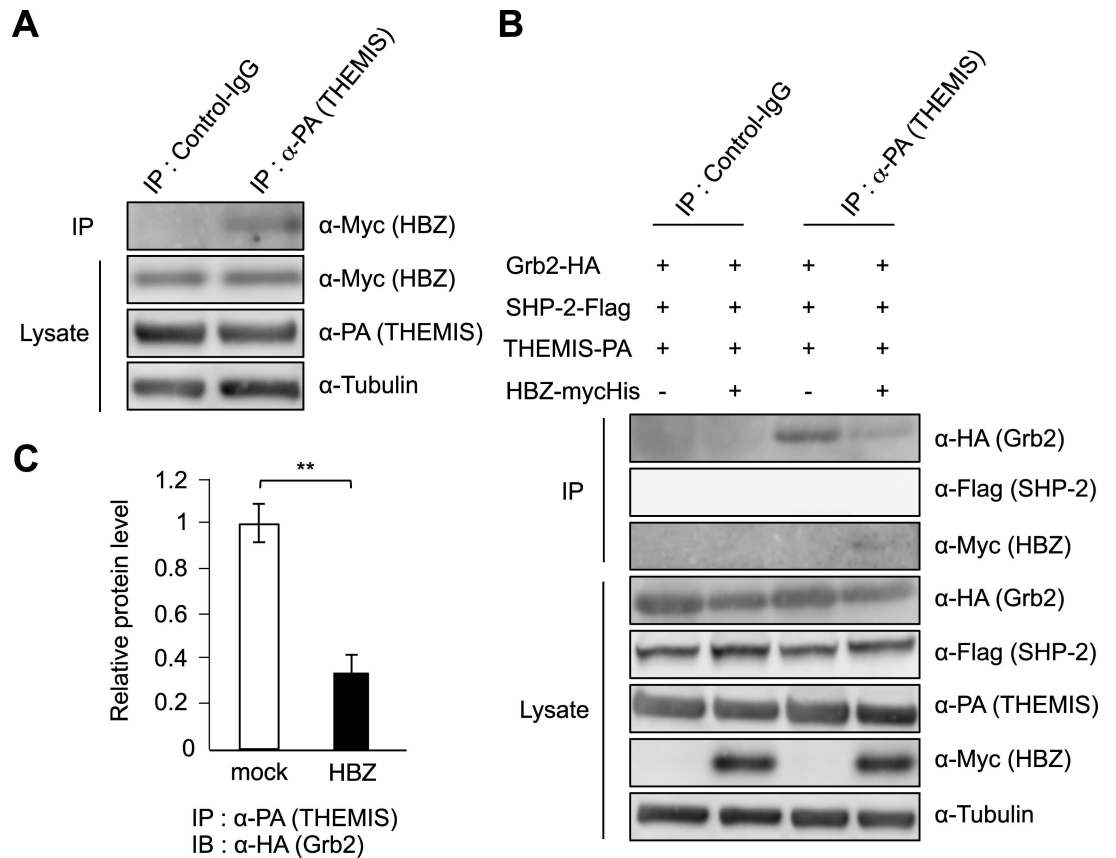 A
IP : Control-IgG
IP : α-PA (THEMIS)
IP
α-Myc (HBZ)
Lysate
α-Myc (HBZ)
α-PA (THEMIS)
α-Tubulin
B
IP : Control-IgG
IP : α-PA (THEMIS)
Grb2-HA + + + +
SHP-2-Flag + + + +
THEMIS-PA + + + +
HBZ-mycHis - + - +
IP
α-HA (Grb2)
α-Flag (SHP-2)
α-Myc (HBZ)
Lysate
α-HA (Grb2)
α-Flag (SHP-2)
α-PA (THEMIS)
α-Myc (HBZ)
α-Tubulin
C
Relative protein level
1.2
1
0.8
0.6
0.4
0.2
0
**
mock HBZ
IP : α-PA (THEMIS)
IB : α-HA (Grb2)